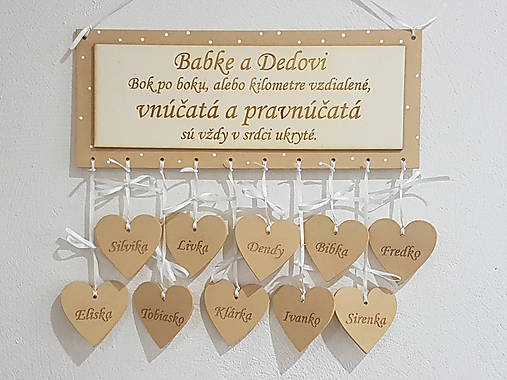 Babke a Dedovi
Bok po boku, alebo kilometre vzdialené,
vnúčatá a pravnúčatá
sú vždy v srdci ukryté.
Silvika Livka Dendy Bibka Fredko
Eliska Tobiasko Klárka Ivanko Sirenka